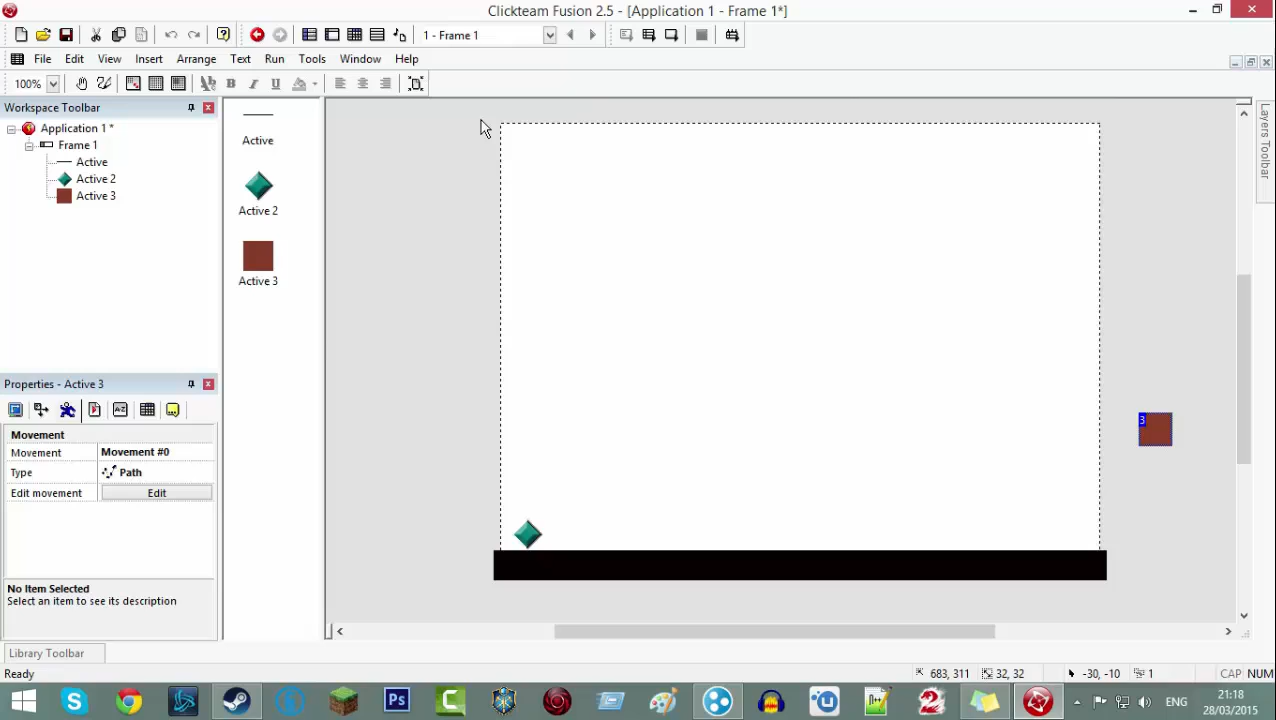 Clickteam Fusion 2.5 - [Application 1 - Frame 1*]
1 - Frame 1
File Edit View Insert Arrange Text Run Tools Window Help
100%
Workspace Toolbar
Application 1 *
Frame 1
Active
Active 2
Active 3
Active
Active 2
Active 3
Layers Toolbar
3
Properties - Active 3
Movement
Movement Movement #0
Type Path
Edit movement Edit
No Item Selected
Select an item to see its description
Library Toolbar
Ready
683, 311 32, 32 -30, -10 1 CAP NUM
ENG
21:18
28/03/2015